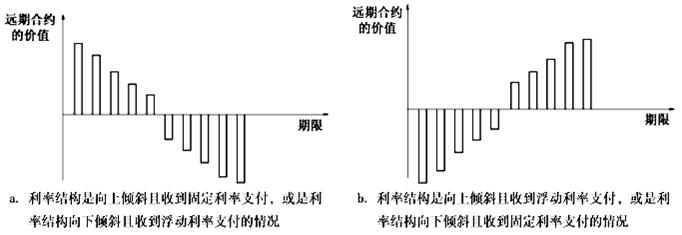 远期合约
的价值
期限
a. 利率结构是向上倾斜且收到固定利率支付，或是利
率结构向下倾斜且收到浮动利率支付的情况
远期合约
的价值
期限
b. 利率结构是向上倾斜且收到浮动利率支付，或是利
率结构向下倾斜且收到固定利率支付的情况